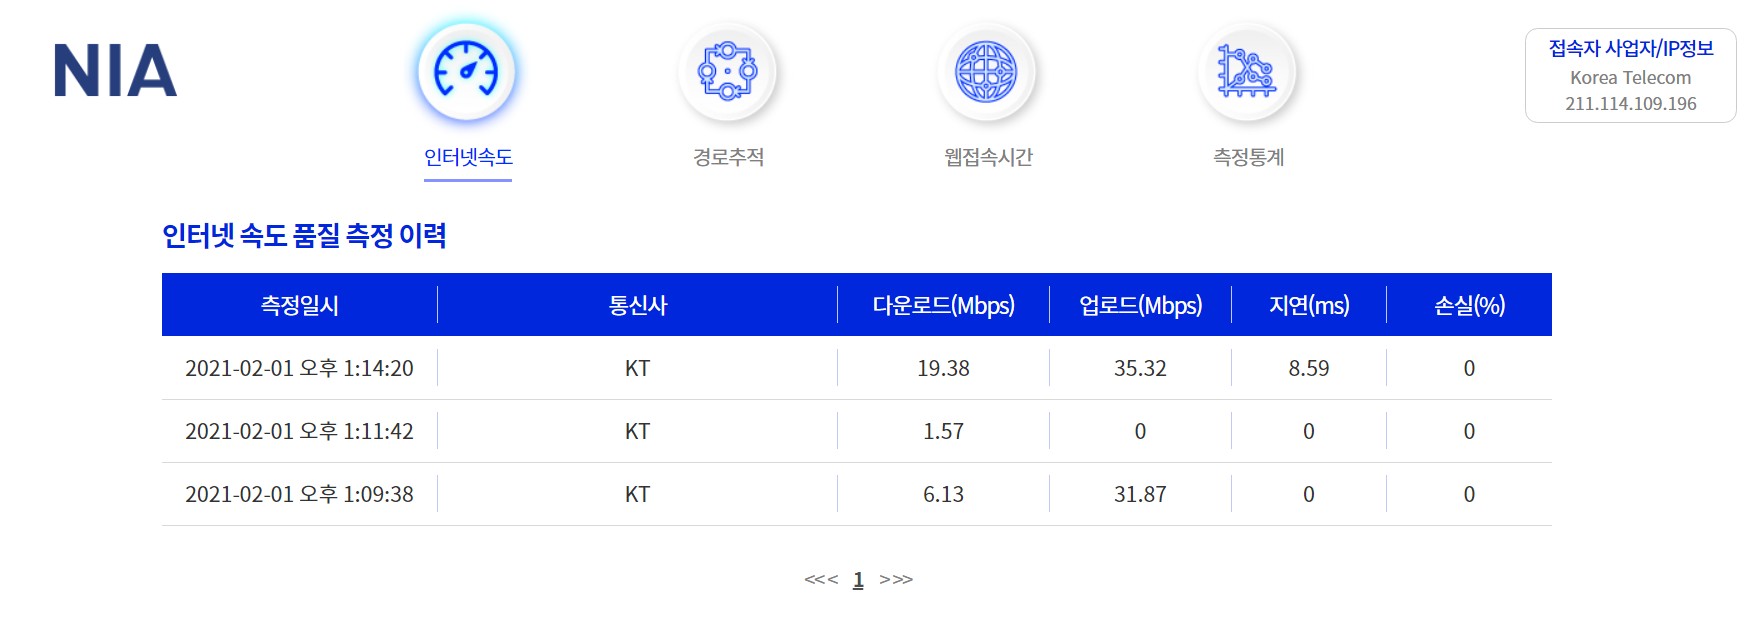 NIA
인터넷속도
경로추적
웹접속시간
측정통계
접속자 사업자/IP정보
Korea Telecom
211.114.109.196
인터넷 속도 품질 측정 이력
측정일시 통신사 다운로드(Mbps) 업로드(Mbps) 지연(ms) 손실(%)
2021-02-01 오후 1:14:20 KT 19.38 35.32 8.59 0
2021-02-01 오후 1:11:42 KT 1.57 0 0 0
2021-02-01 오후 1:09:38 KT 6.13 31.87 0 0
<<< 1 >>>